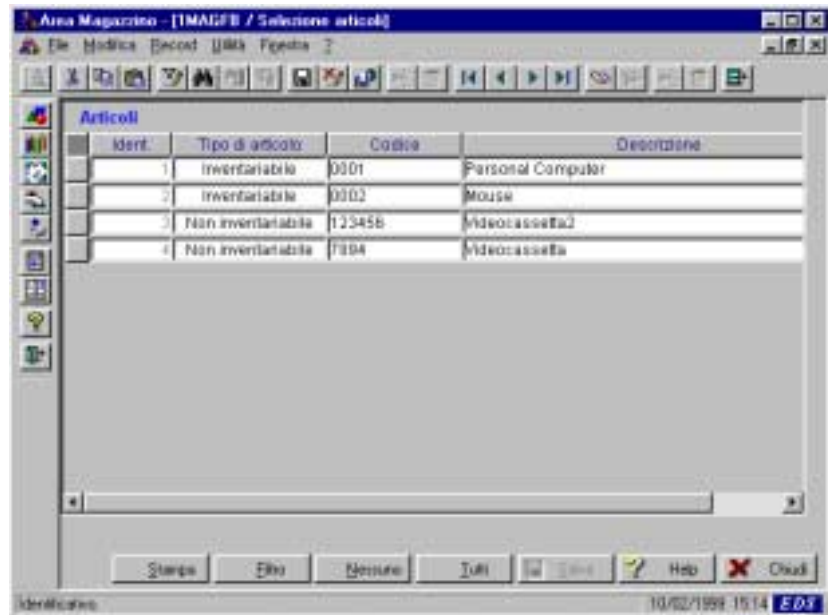 Area Magazzino - [1MAGFB / Selezione articoli]
File Modifica Record Utilità Finestra ?
Articoli
Ident. Tipo di articolo Codice Descrizione
1 Inventariabile 0001 Personal Computer
2 Inventariabile 0002 Mouse
3 Non inventariabile 123456 Videocassetta2
4 Non inventariabile 7894 Videocassetta
Stampa Filtro Nessuno Tutti Salva Help Chiudi
Identificativo. 10/02/1999 15:14 EDS